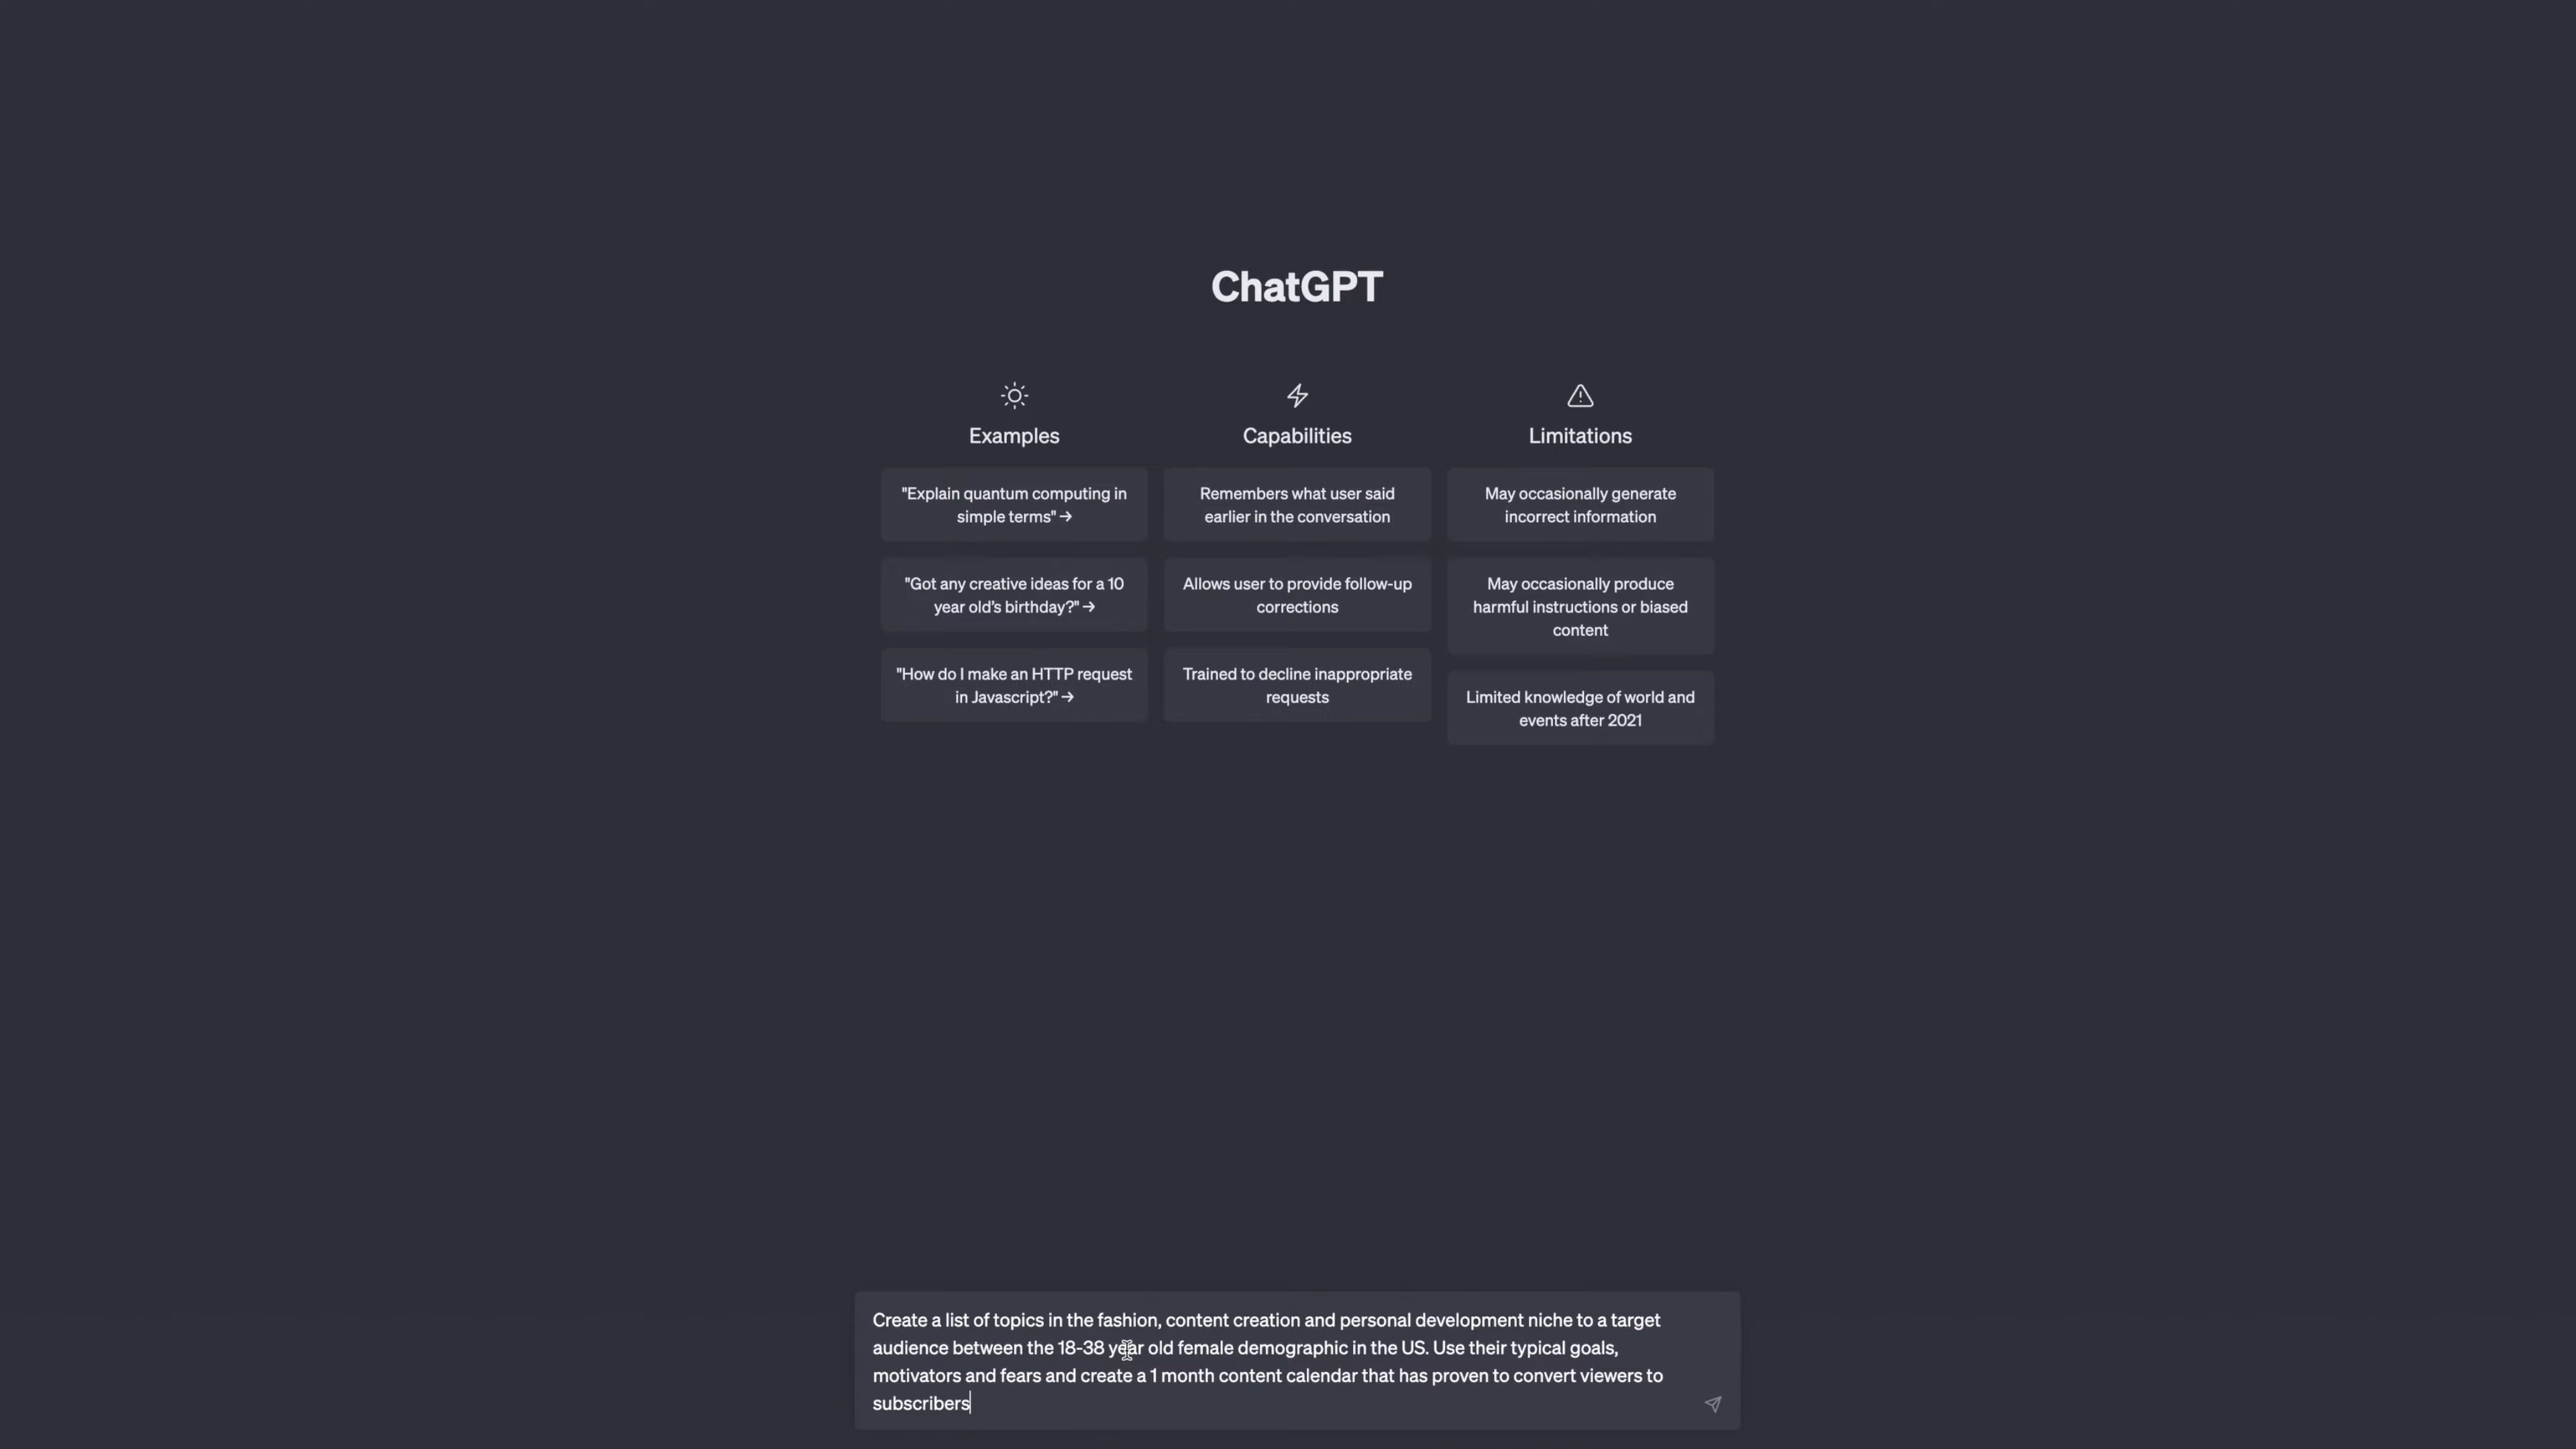 ChatGPT
Examples
Capabilities
Limitations
"Explain quantum computing in
simple terms" →
Remembers what user said
earlier in the conversation
May occasionally generate
incorrect information
"Got any creative ideas for a 10
year old's birthday?" →
Allows user to provide follow-up
corrections
May occasionally produce
harmful instructions or biased
content
"How do I make an HTTP request
in Javascript?" →
Trained to decline inappropriate
requests
Limited knowledge of world and
events after 2021
Create a list of topics in the fashion, content creation and personal development niche to a target
audience between the 18-38 year old female demographic in the US. Use their typical goals,
motivators and fears and create a 1 month content calendar that has proven to convert viewers to
subscribers